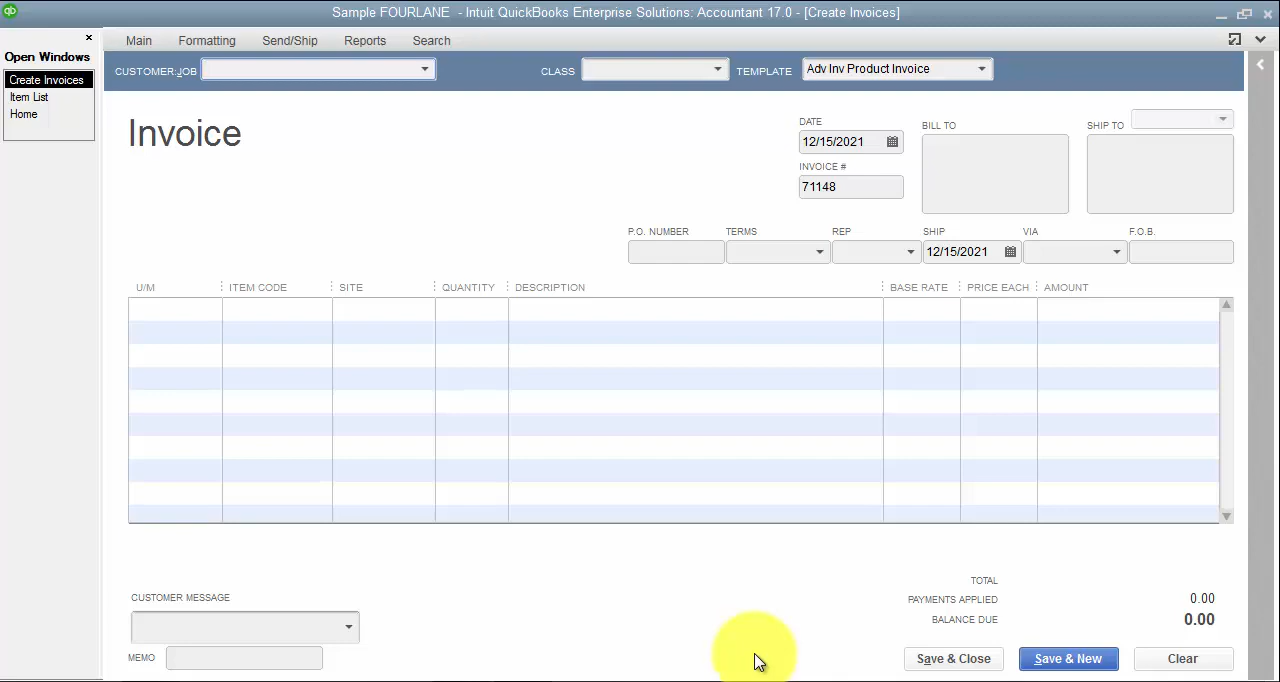 Sample FOURLANE - Intuit QuickBooks Enterprise Solutions: Accountant 17.0 - [Create Invoices]
qb
Main Formatting Send/Ship Reports Search
Open Windows
Create Invoices
Item List
Home
CUSTOMER:JOB CLASS TEMPLATE Adv Inv Product Invoice
Invoice
DATE
12/15/2021
INVOICE #
71148
BILL TO
SHIP TO
P.O. NUMBER TERMS REP SHIP VIA F.O.B.
12/15/2021
U/M ITEM CODE SITE QUANTITY DESCRIPTION BASE RATE PRICE EACH AMOUNT
TOTAL
PAYMENTS APPLIED 0.00
BALANCE DUE 0.00
CUSTOMER MESSAGE
MEMO
Save & Close Save & New Clear